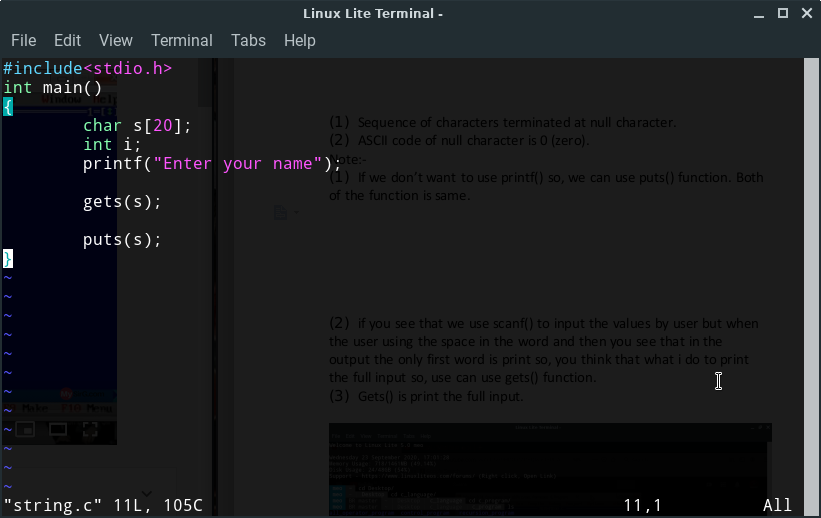 Linux Lite Terminal -
File Edit View Terminal Tabs Help
#include<stdio.h>
int main()
{
char s[20];
int i;
printf("Enter your name");
gets(s);
puts(s);
}
~
~
~
~
~
~
~
~
~
~
~
~
"string.c" 11L, 105C 11,1 All
(1) Sequence of characters terminated at null character.
(2) ASCII code of null character is 0 (zero).
Note:-
(1) If we don't want to use printf() so, we can use puts() function. Both
of the function is same.
(2) if you see that we use scanf() to input the values by user but when
the user using the space in the word and then you see that in the
output the only first word is print so, you think that what i do to print
the full input so, use can use gets() function.
(3) Gets() is print the full input.